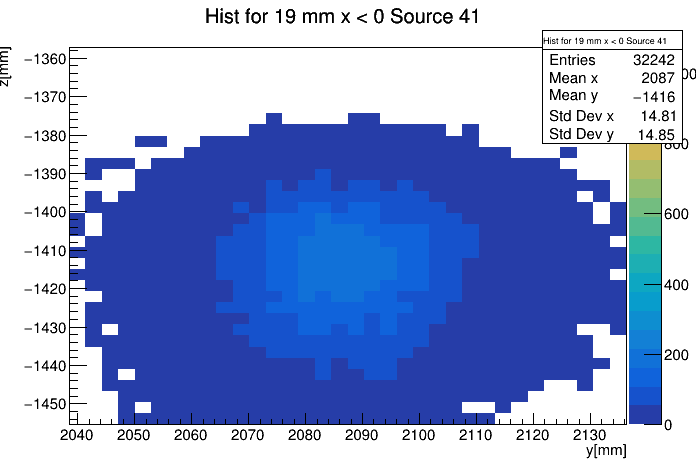 Hist for 19 mm x < 0 Source 41
Hist for 19 mm x < 0 Source 41
Entries 32242
Mean x 2087
Mean y −1416
Std Dev x 14.81
Std Dev y 14.85
z[mm]
−1360
−1370
−1380
−1390
−1400
−1410
−1420
−1430
−1440
−1450
2040 2050 2060 2070 2080 2090 2100 2110 2120 2130
y[mm]
800
600
400
200
0